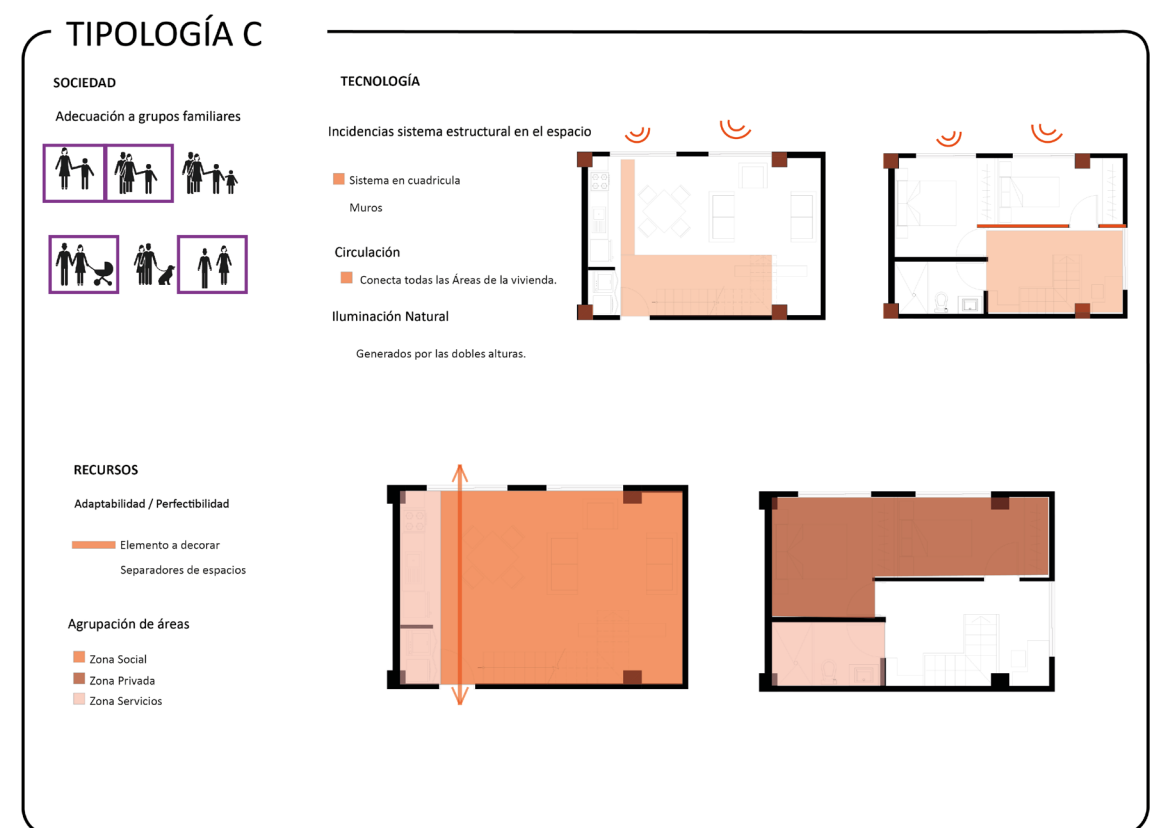 TIPOLOGÍA C
SOCIEDAD
Adecuación a grupos familiares
TECNOLOGÍA
Incidencias sistema estructural en el espacio
Sistema en cuadricula
Muros
Circulación
Conecta todas las Áreas de la vivienda.
Iluminación Natural
Generados por las dobles alturas.
RECURSOS
Adaptabilidad / Perfectibilidad
Elemento a decorar
Separadores de espacios
Agrupación de áreas
Zona Social
Zona Privada
Zona Servicios